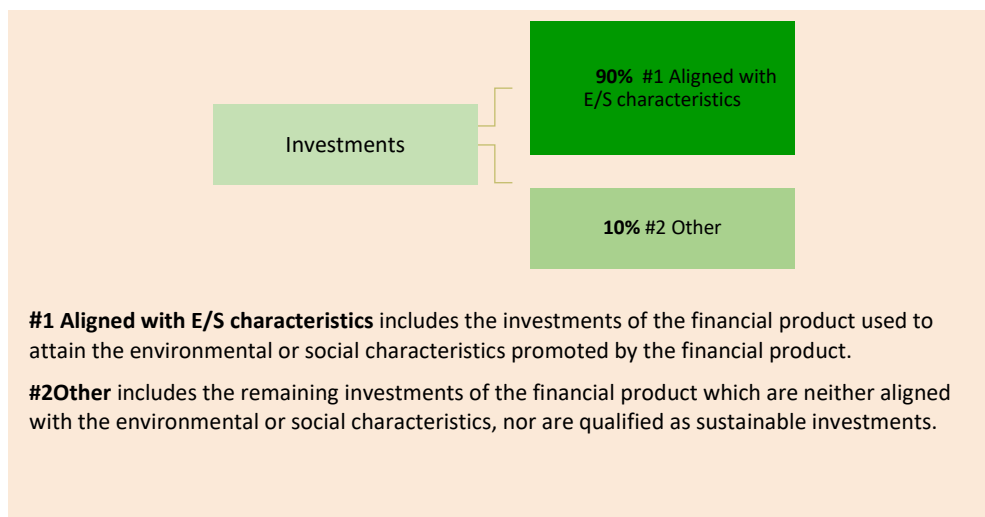 90% #1 Aligned with
E/S characteristics
Investments
10% #2 Other
#1 Aligned with E/S characteristics includes the investments of the financial product used to
attain the environmental or social characteristics promoted by the financial product.
#2Other includes the remaining investments of the financial product which are neither aligned
with the environmental or social characteristics, nor are qualified as sustainable investments.